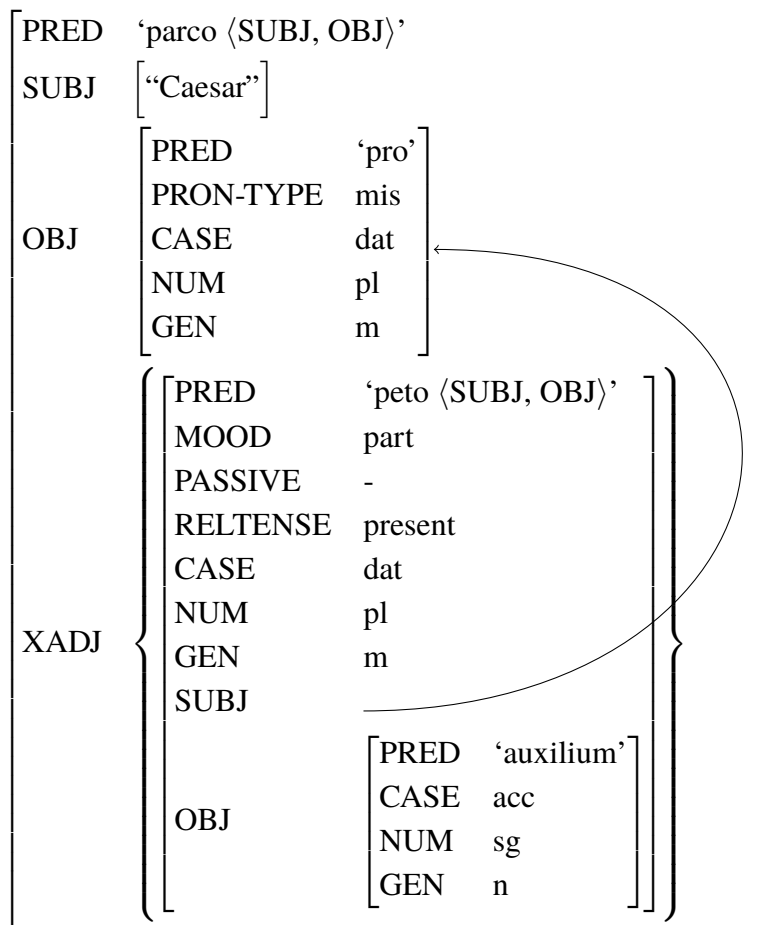 PRED ‘parco ⟨SUBJ, OBJ⟩’
SUBJ [“Caesar”]
PRED ‘pro’
PRON-TYPE mis
OBJ CASE dat
NUM pl
GEN m
PRED ‘peto ⟨SUBJ, OBJ⟩’
MOOD part
PASSIVE -
RELTENSE present
CASE dat
NUM pl
XADJ GEN m
SUBJ
PRED ‘auxilium’
CASE acc
OBJ NUM sg
GEN n